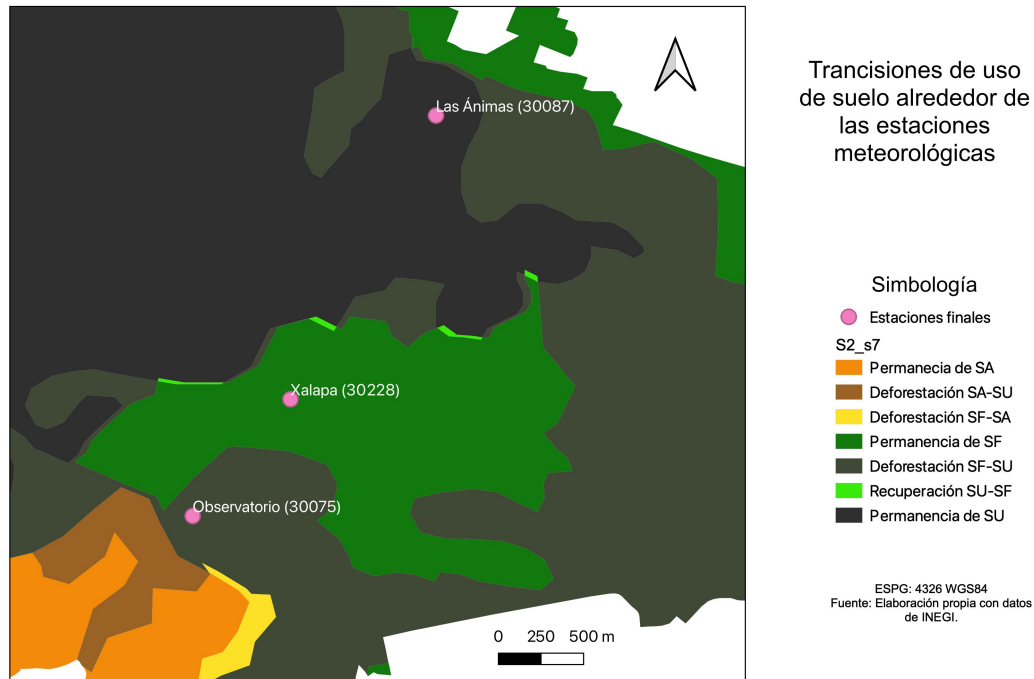 Trancisiones de uso
de suelo alrededor de
las estaciones
meteorológicas
Las Ánimas (30087)
Xalapa (30228)
Observatorio (30075)
Simbología
Estaciones finales
S2_s7
Permanecia de SA
Deforestación SA-SU
Deforestación SF-SA
Permanencia de SF
Deforestación SF-SU
Recuperación SU-SF
Permanencia de SU
0 250 500 m
ESPG: 4326 WGS84
Fuente: Elaboración propia con datos
de INEGI.